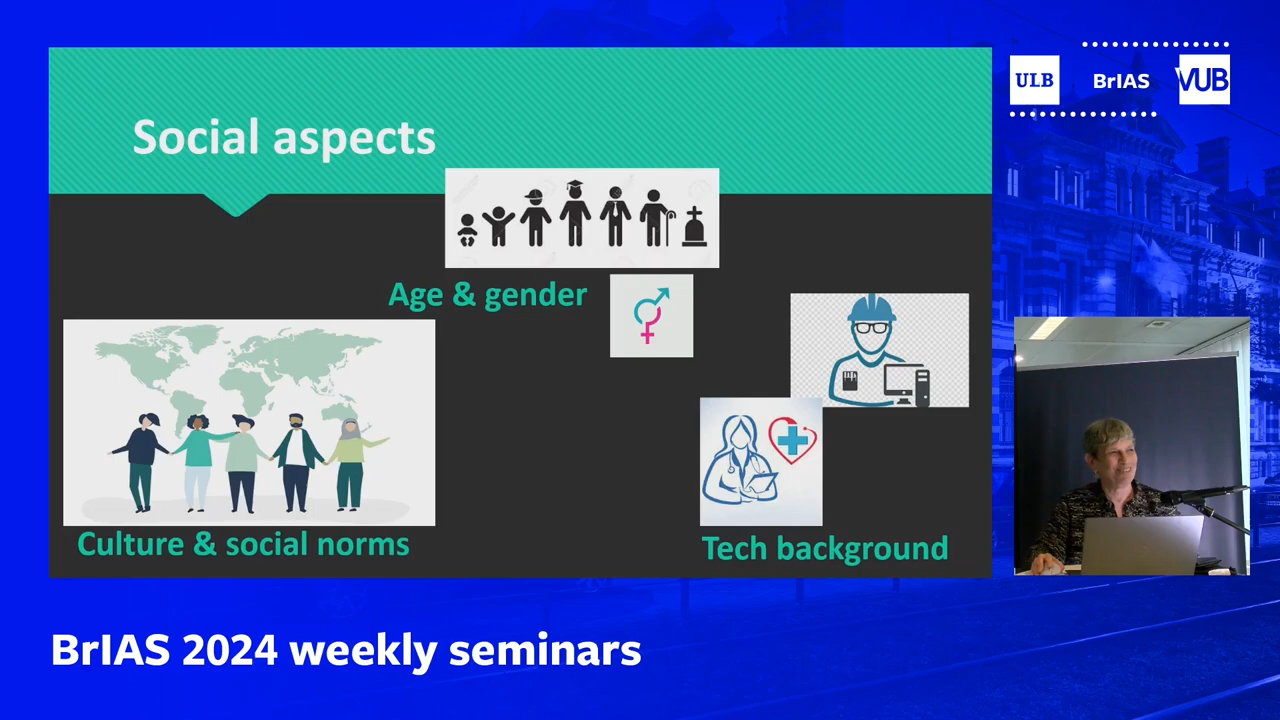 Social aspects
Age & gender
Culture & social norms
Tech background
ULB
BrIAS
VUB
BrIAS 2024 weekly seminars